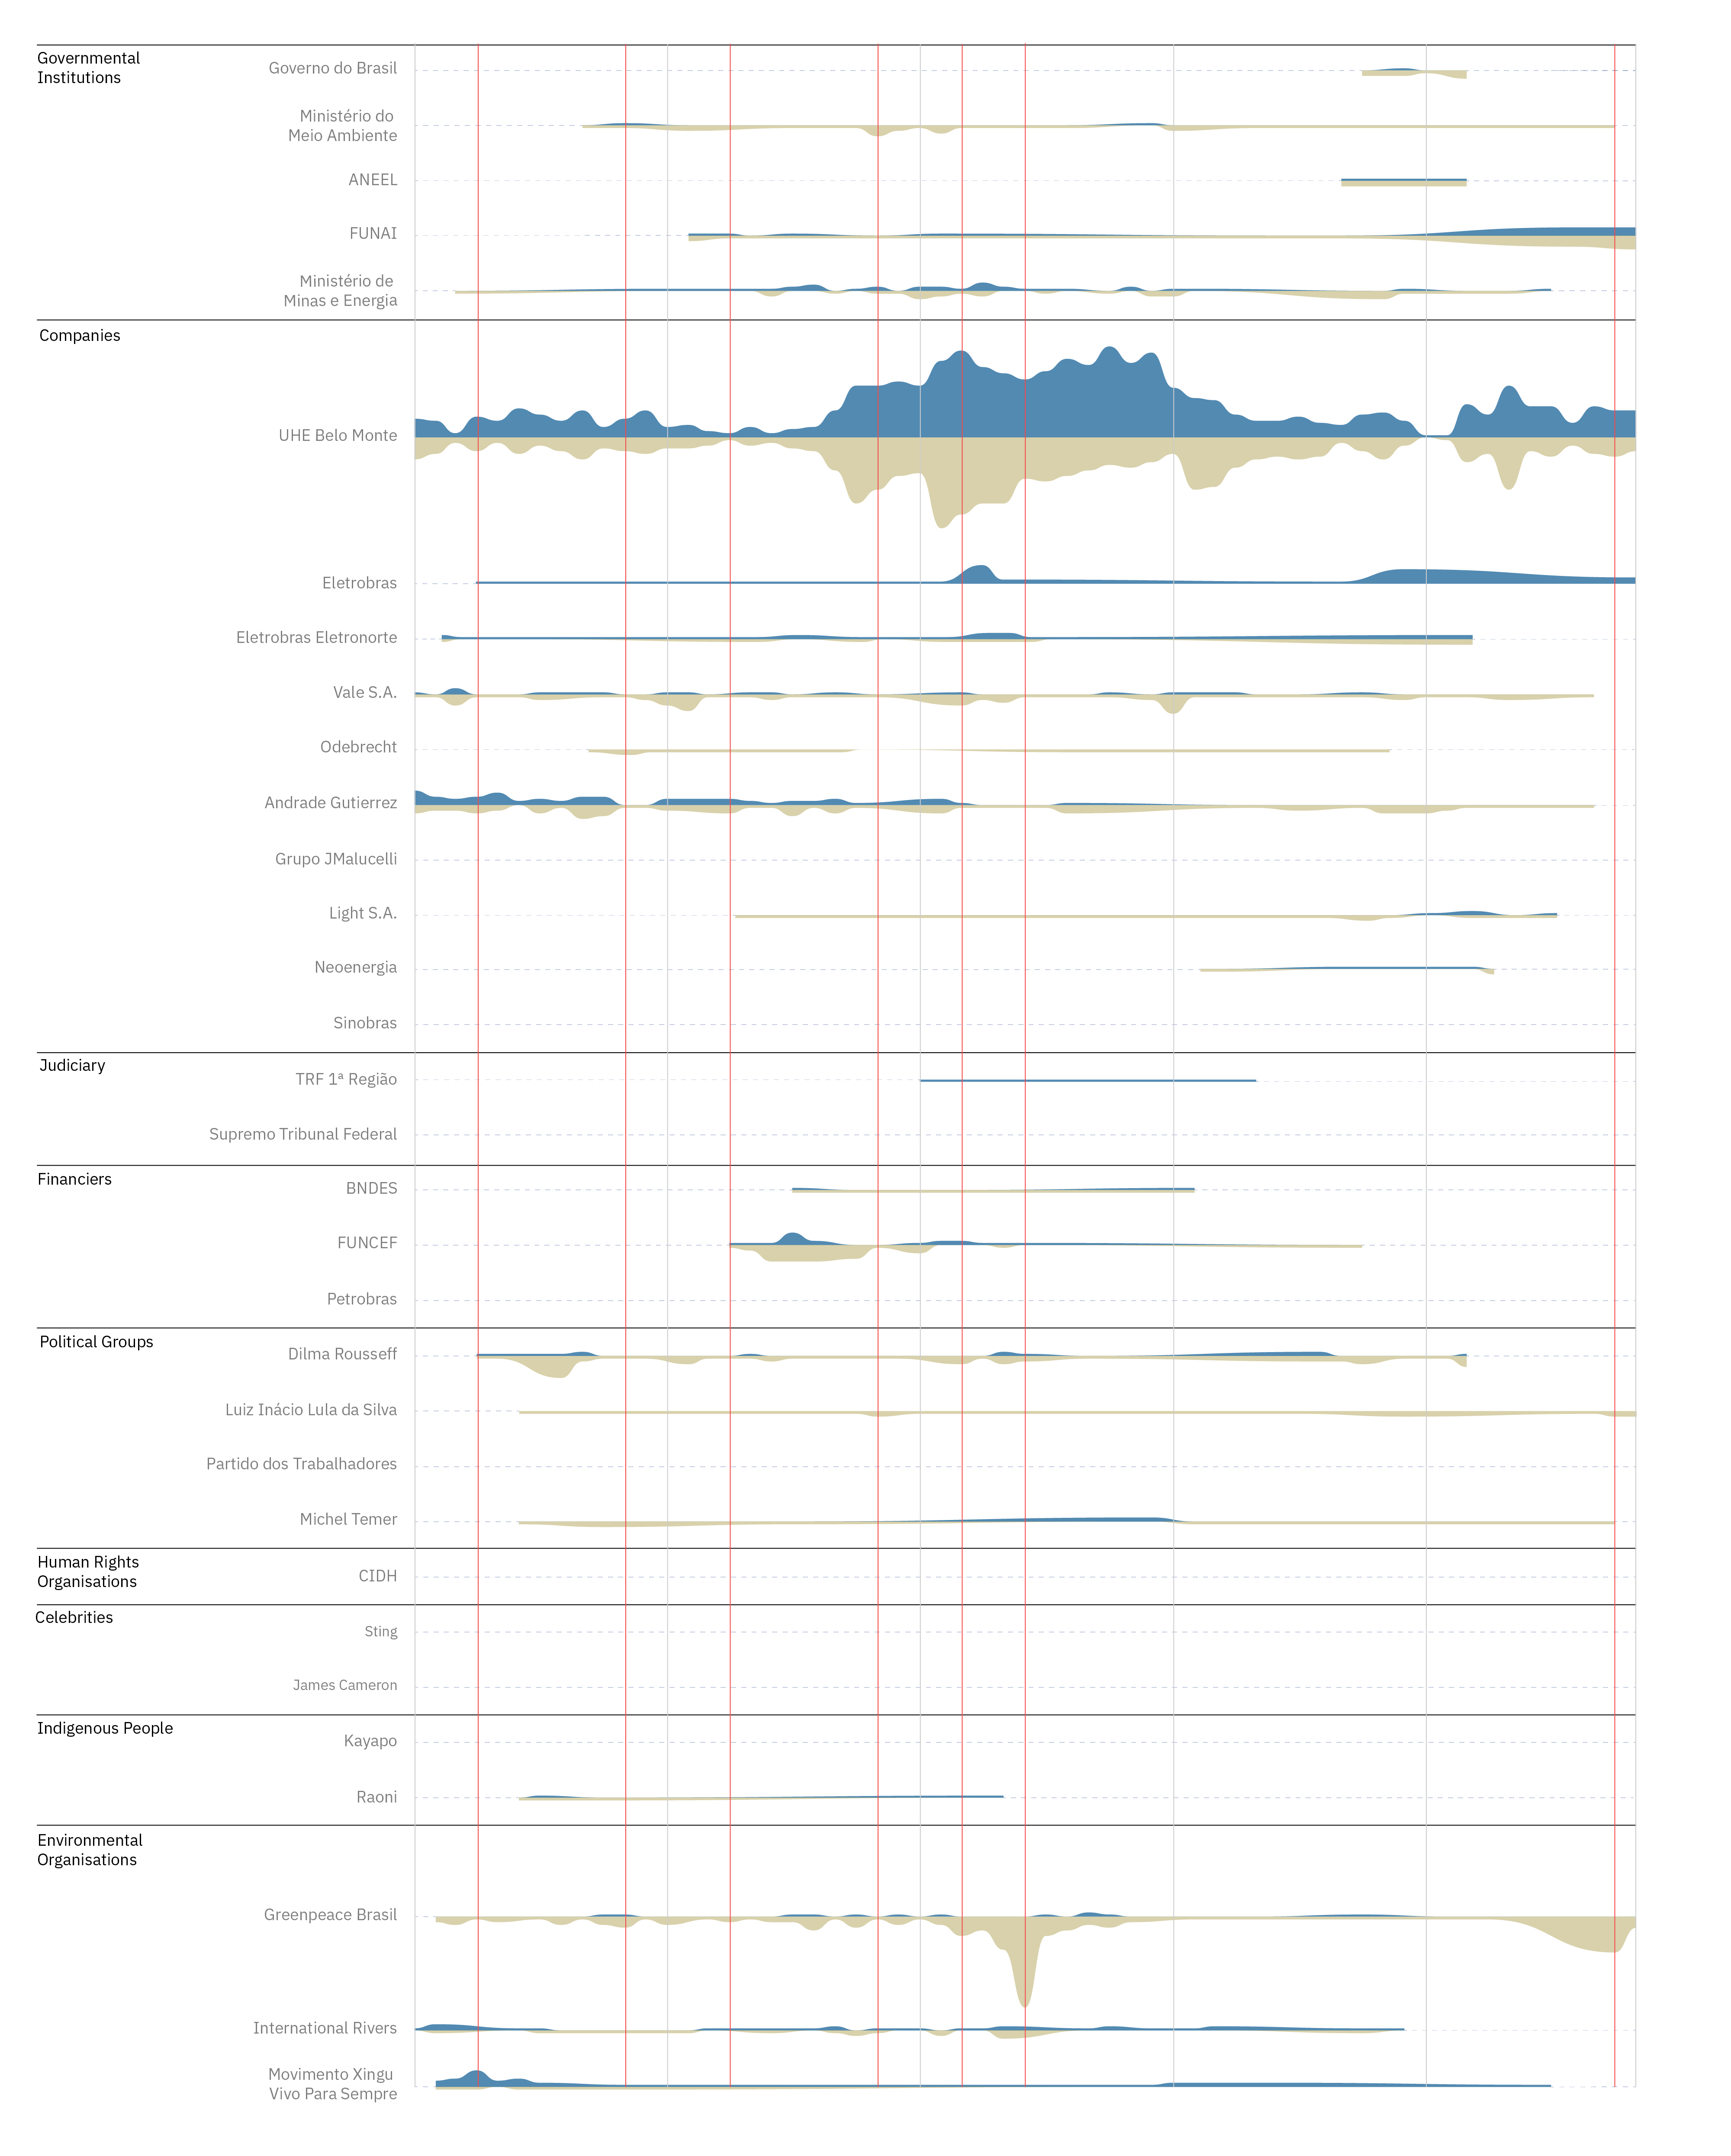 Governmental
Institutions
Governo do Brasil
Ministério do
Meio Ambiente
ANEEL
FUNAI
Ministério de
Minas e Energia
Companies
UHE Belo Monte
Eletrobras
Eletrobras Eletronorte
Vale S.A.
Odebrecht
Andrade Gutierrez
Grupo JMalucelli
Light S.A.
Neoenergia
Sinobras
Judiciary
TRF 1ª Região
Supremo Tribunal Federal
Financiers
BNDES
FUNCEF
Petrobras
Political Groups
Dilma Rousseff
Luiz Inácio Lula da Silva
Partido dos Trabalhadores
Michel Temer
Human Rights
Organisations
CIDH
Celebrities
Sting
James Cameron
Indigenous People
Kayapo
Raoni
Environmental
Organisations
Greenpeace Brasil
International Rivers
Movimento Xingu
Vivo Para Sempre